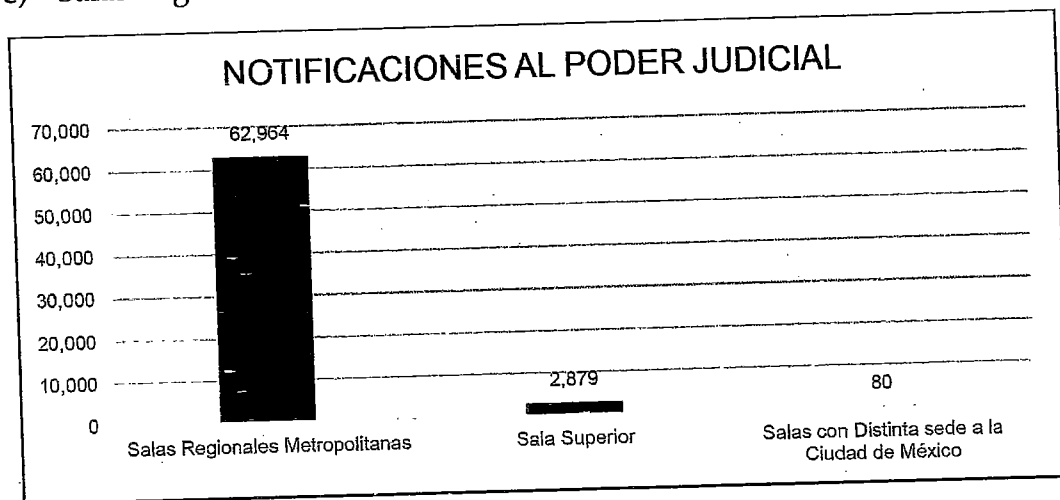 NOTIFICACIONES AL PODER JUDICIAL
70,000
60,000
50,000
40,000
30,000
20,000
10,000
0
62,964
2,879
80
Salas Regionales Metropolitanas
Sala Superior
Salas con Distinta sede a la
Ciudad de México